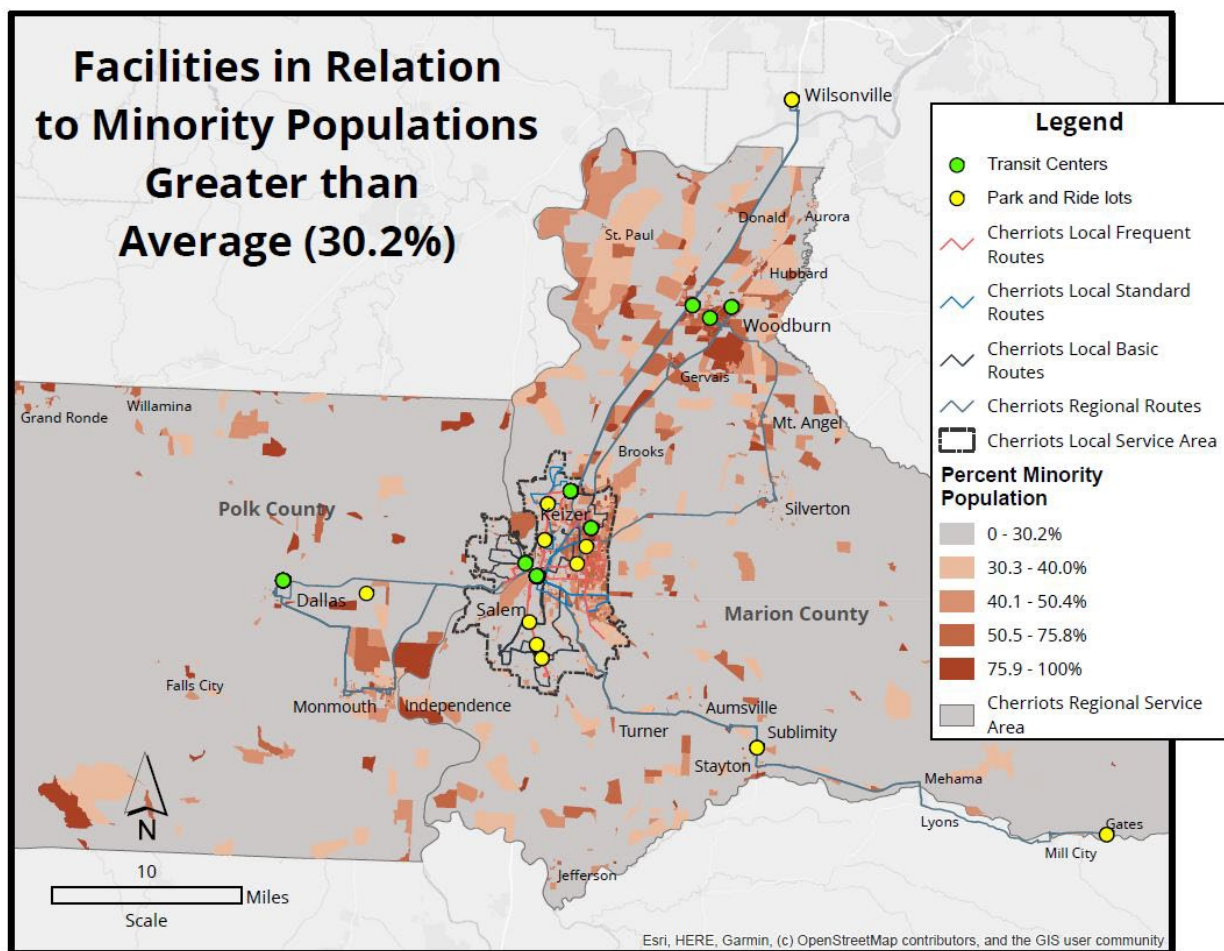 Facilities in Relation
to Minority Populations
Greater than
Average (30.2%)
Wilsonville
Donald
Aurora
St. Paul
Hubbard
Woodburn
Gervais
Grand Ronde
Willamina
Mt. Angel
Brooks
Polk County
Keizer
Silverton
Dallas
Salem
Marion County
Falls City
Monmouth
Independence
Aumsville
Turner
Sublimity
Stayton
Mehama
Lyons
Gates
Mill City
Jefferson
N
10
Miles
Scale
Legend
Transit Centers
Park and Ride lots
Cherriots Local Frequent
Routes
Cherriots Local Standard
Routes
Cherriots Local Basic
Routes
Cherriots Regional Routes
Cherriots Local Service Area
Percent Minority
Population
0 - 30.2%
30.3 - 40.0%
40.1 - 50.4%
50.5 - 75.8%
75.9 - 100%
Cherriots Regional Service
Area
Esri, HERE, Garmin, (c) OpenStreetMap contributors, and the GIS user community